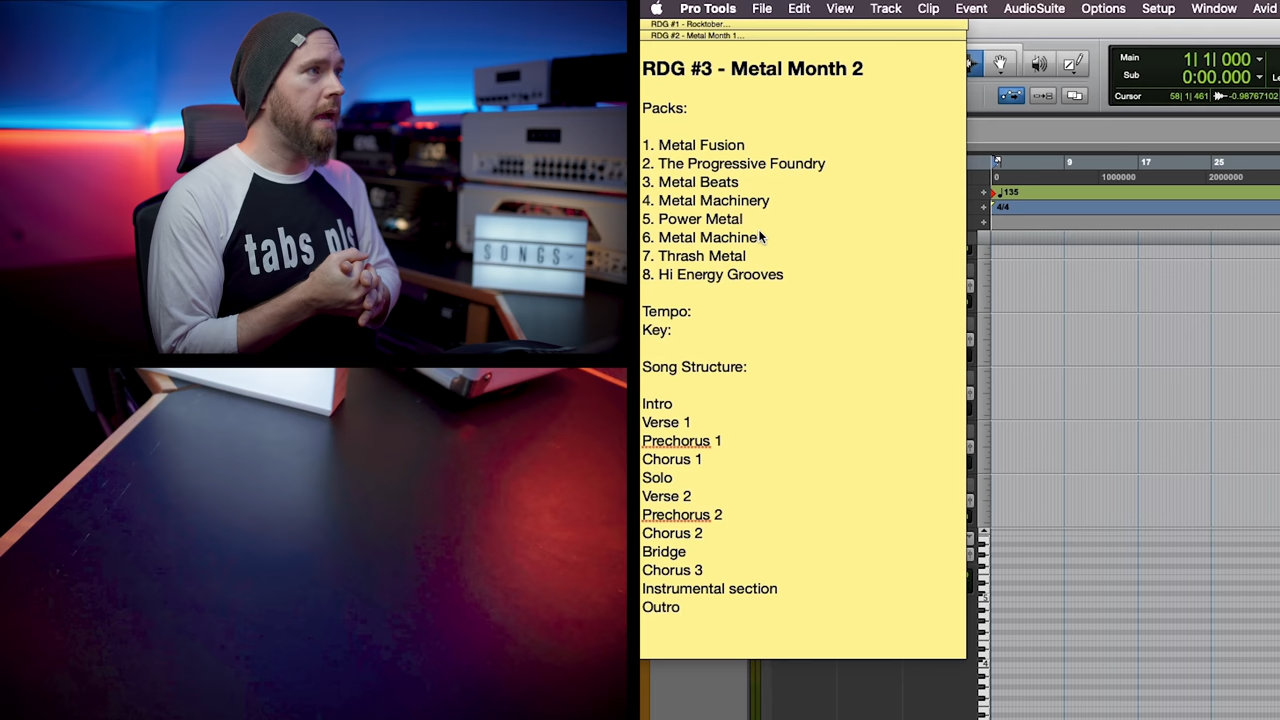 Pro Tools File Edit View Track Clip Event AudioSuite Options Setup Window Avid
RDG #1 - Rocktober...
RDG #2 - Metal Month 1...
RDG #3 - Metal Month 2
Packs:
1. Metal Fusion
2. The Progressive Foundry
3. Metal Beats
4. Metal Machinery
5. Power Metal
6. Metal Machine
7. Thrash Metal
8. Hi Energy Grooves
Tempo:
Key:
Song Structure:
Intro
Verse 1
Prechorus 1
Chorus 1
Solo
Verse 2
Prechorus 2
Chorus 2
Bridge
Chorus 3
Instrumental section
Outro
Main 1| 1| 000
Sub 0:00.000
Cursor 58| 1| 461 -0.98767102
9 17 25
0 1000000 2000000
135
4/4
5
4
tabs pls
SONGS